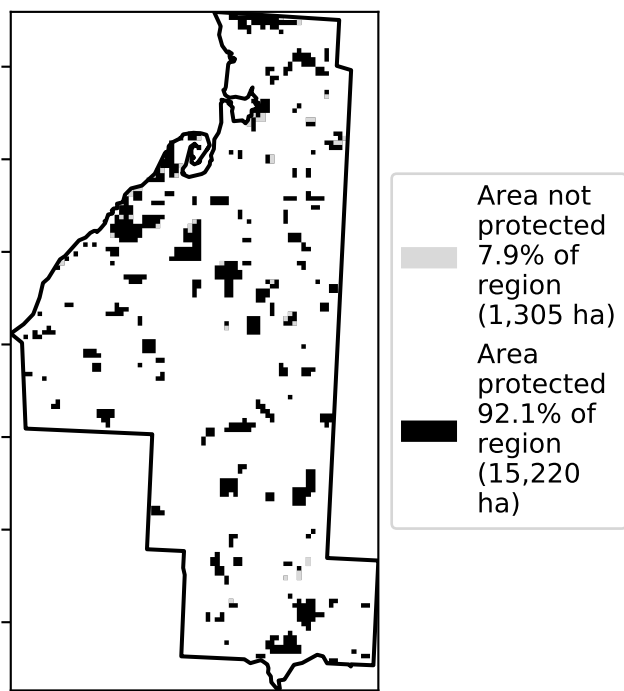 Area not
protected
7.9% of
region
(1,305 ha)
Area
protected
92.1% of
region
(15,220
ha)